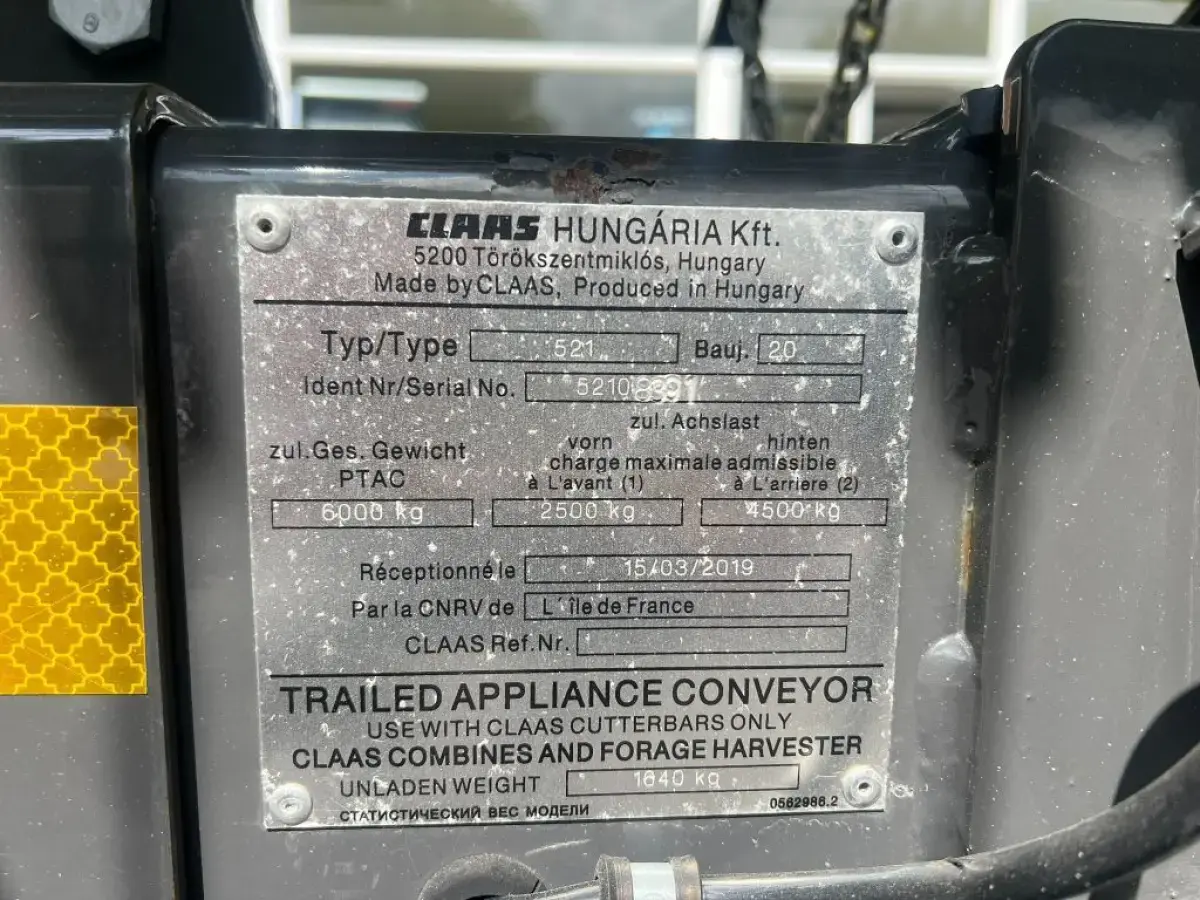 CLAAS HUNGÁRIA Kft.
5200 Törökszentmiklós, Hungary
Made by CLAAS, Produced in Hungary
Typ/Type 521 Bauj. 20
Ident Nr/Serial No. 52108991
zul. Achslast
zul.Ges. Gewicht vorn hinten
PTAC charge maximale admissible
à L'avant (1) à L'arriere (2)
6000 kg 2500 kg 4500 kg
Réceptionné le 15/03/2019
Par la CNRV de L´île de France
CLAAS Ref.Nr.
TRAILED APPLIANCE CONVEYOR
USE WITH CLAAS CUTTERBARS ONLY
CLAAS COMBINES AND FORAGE HARVESTER
UNLADEN WEIGHT 1640 kg
СТАТИСТИЧЕСКИЙ ВЕС МОДЕЛИ 0562986.2